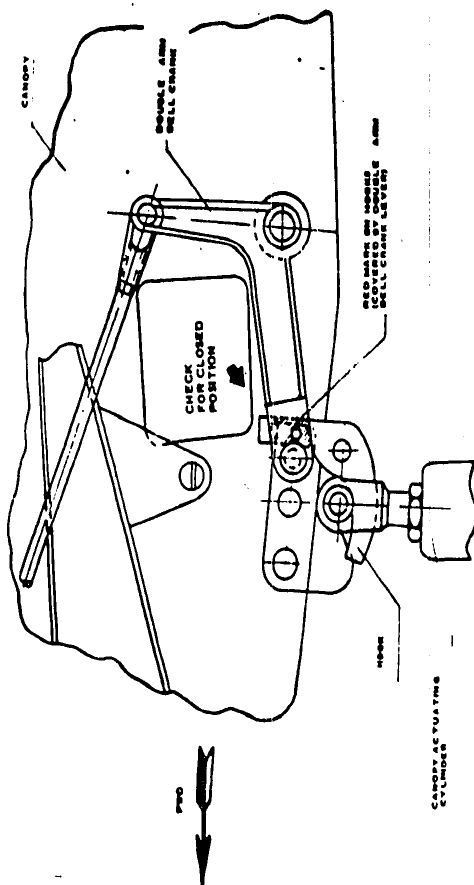 CANOPY
DOUBLE ARM
BELL CRANK
RED MARK ON HOOKS
(COVERED BY DOUBLE ARM
BELL CRANK LEVER)
CHECK
FOR CLOSED
POSITION
HOOK
CANOPY ACTUATING
CYLINDER
FWD